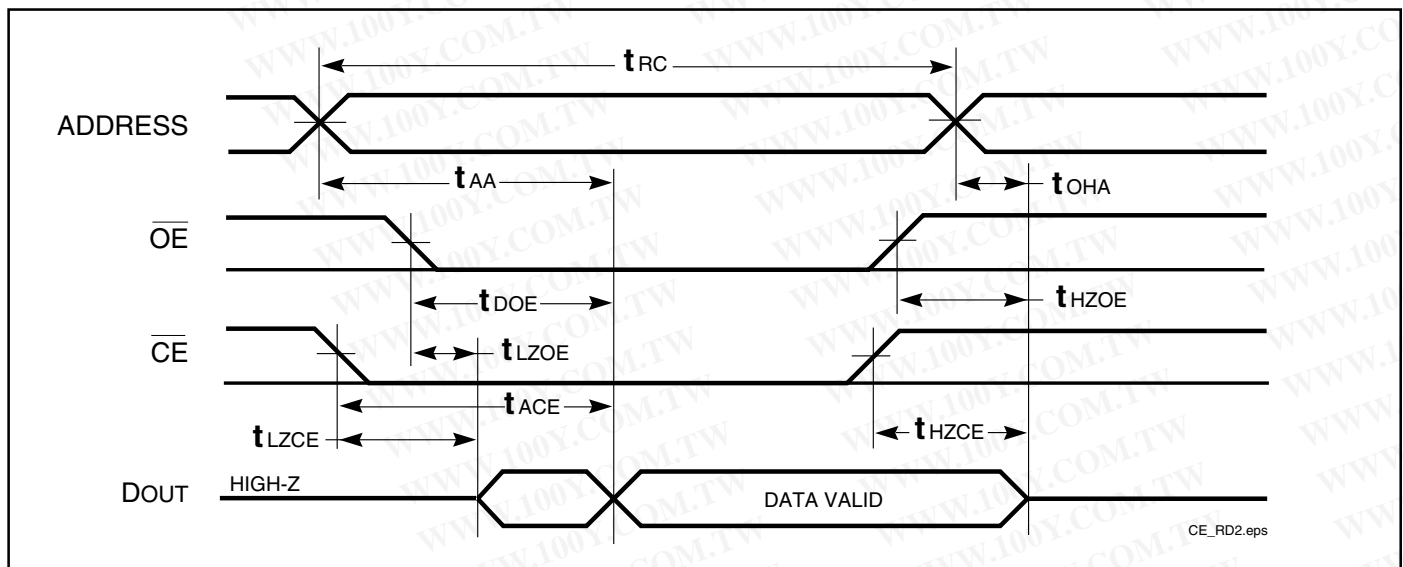 tRC
ADDRESS
tAA
tOHA
OE
tDOE
tHZOE
CE
tLZOE
tACE
tLZCE
tHZCE
DOUT
HIGH-Z
DATA VALID
CE_RD2.eps
WWW.100Y.COM.TW